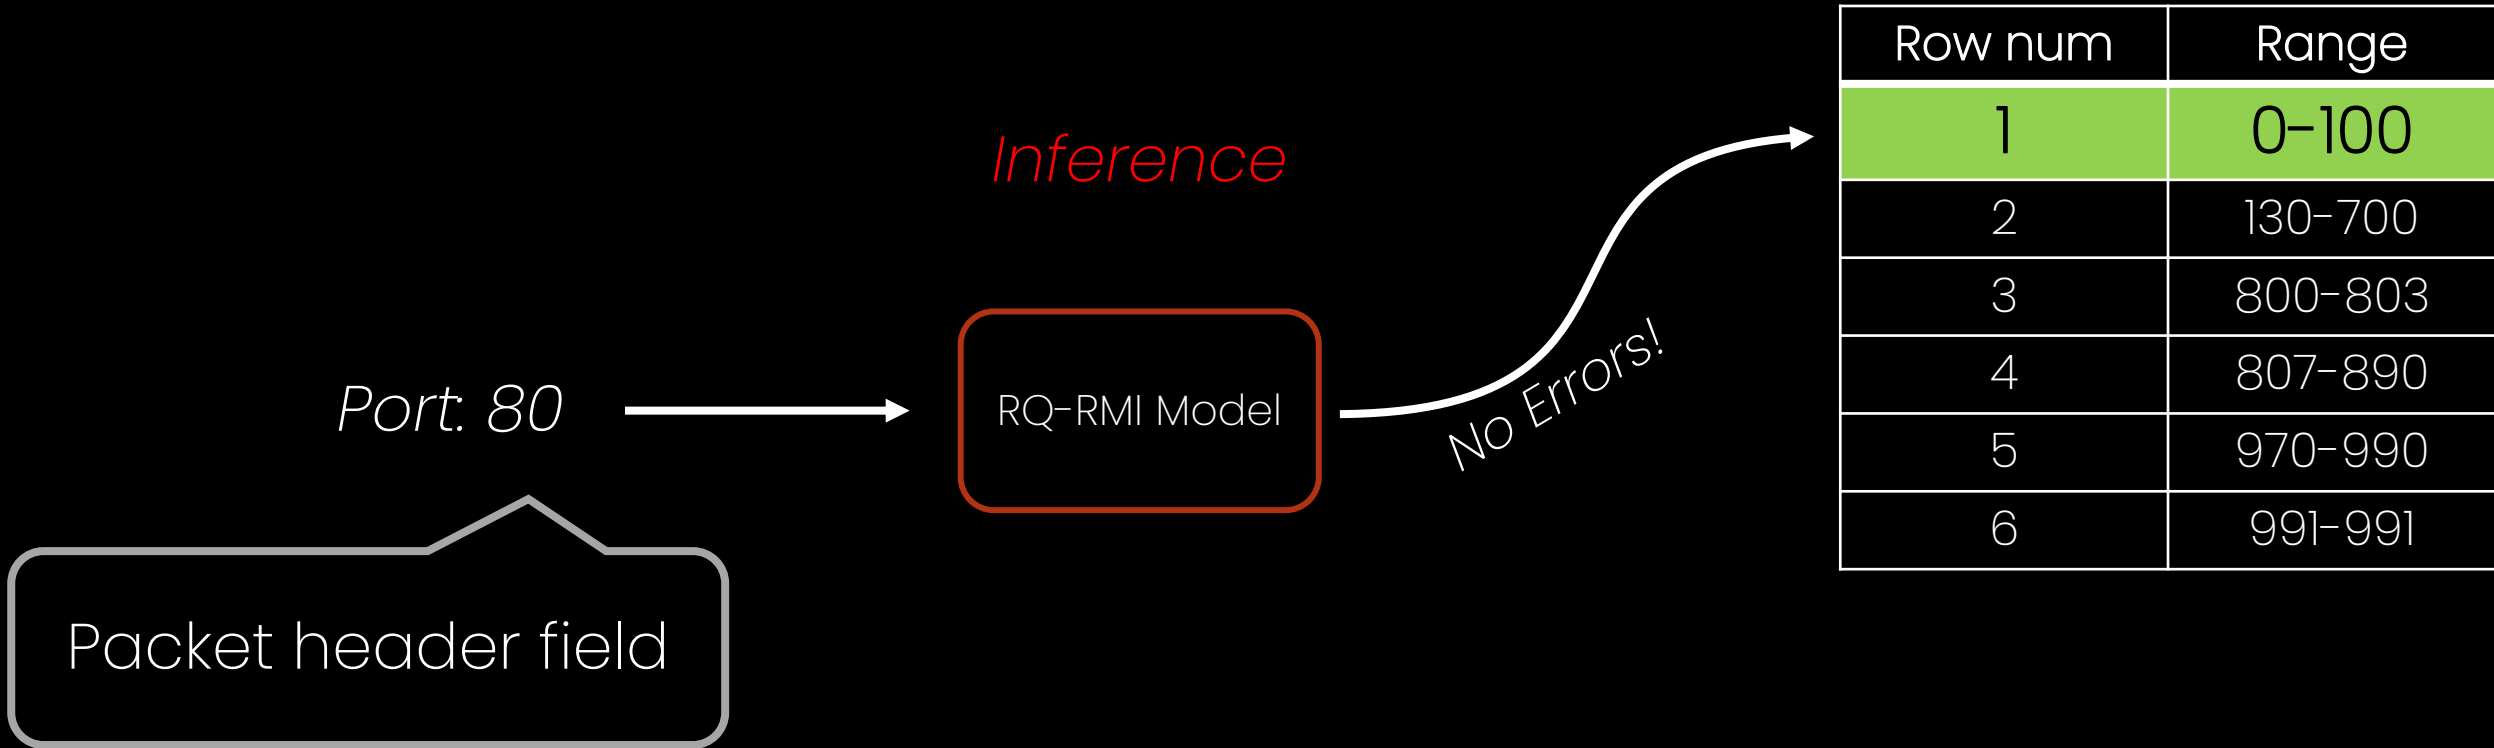 Inference
Port: 80
RQ-RMI Model
No Errors!
Packet header field
Row num Range
1 0-100
2 130-700
3 800-803
4 807-890
5 970-990
6 991-991